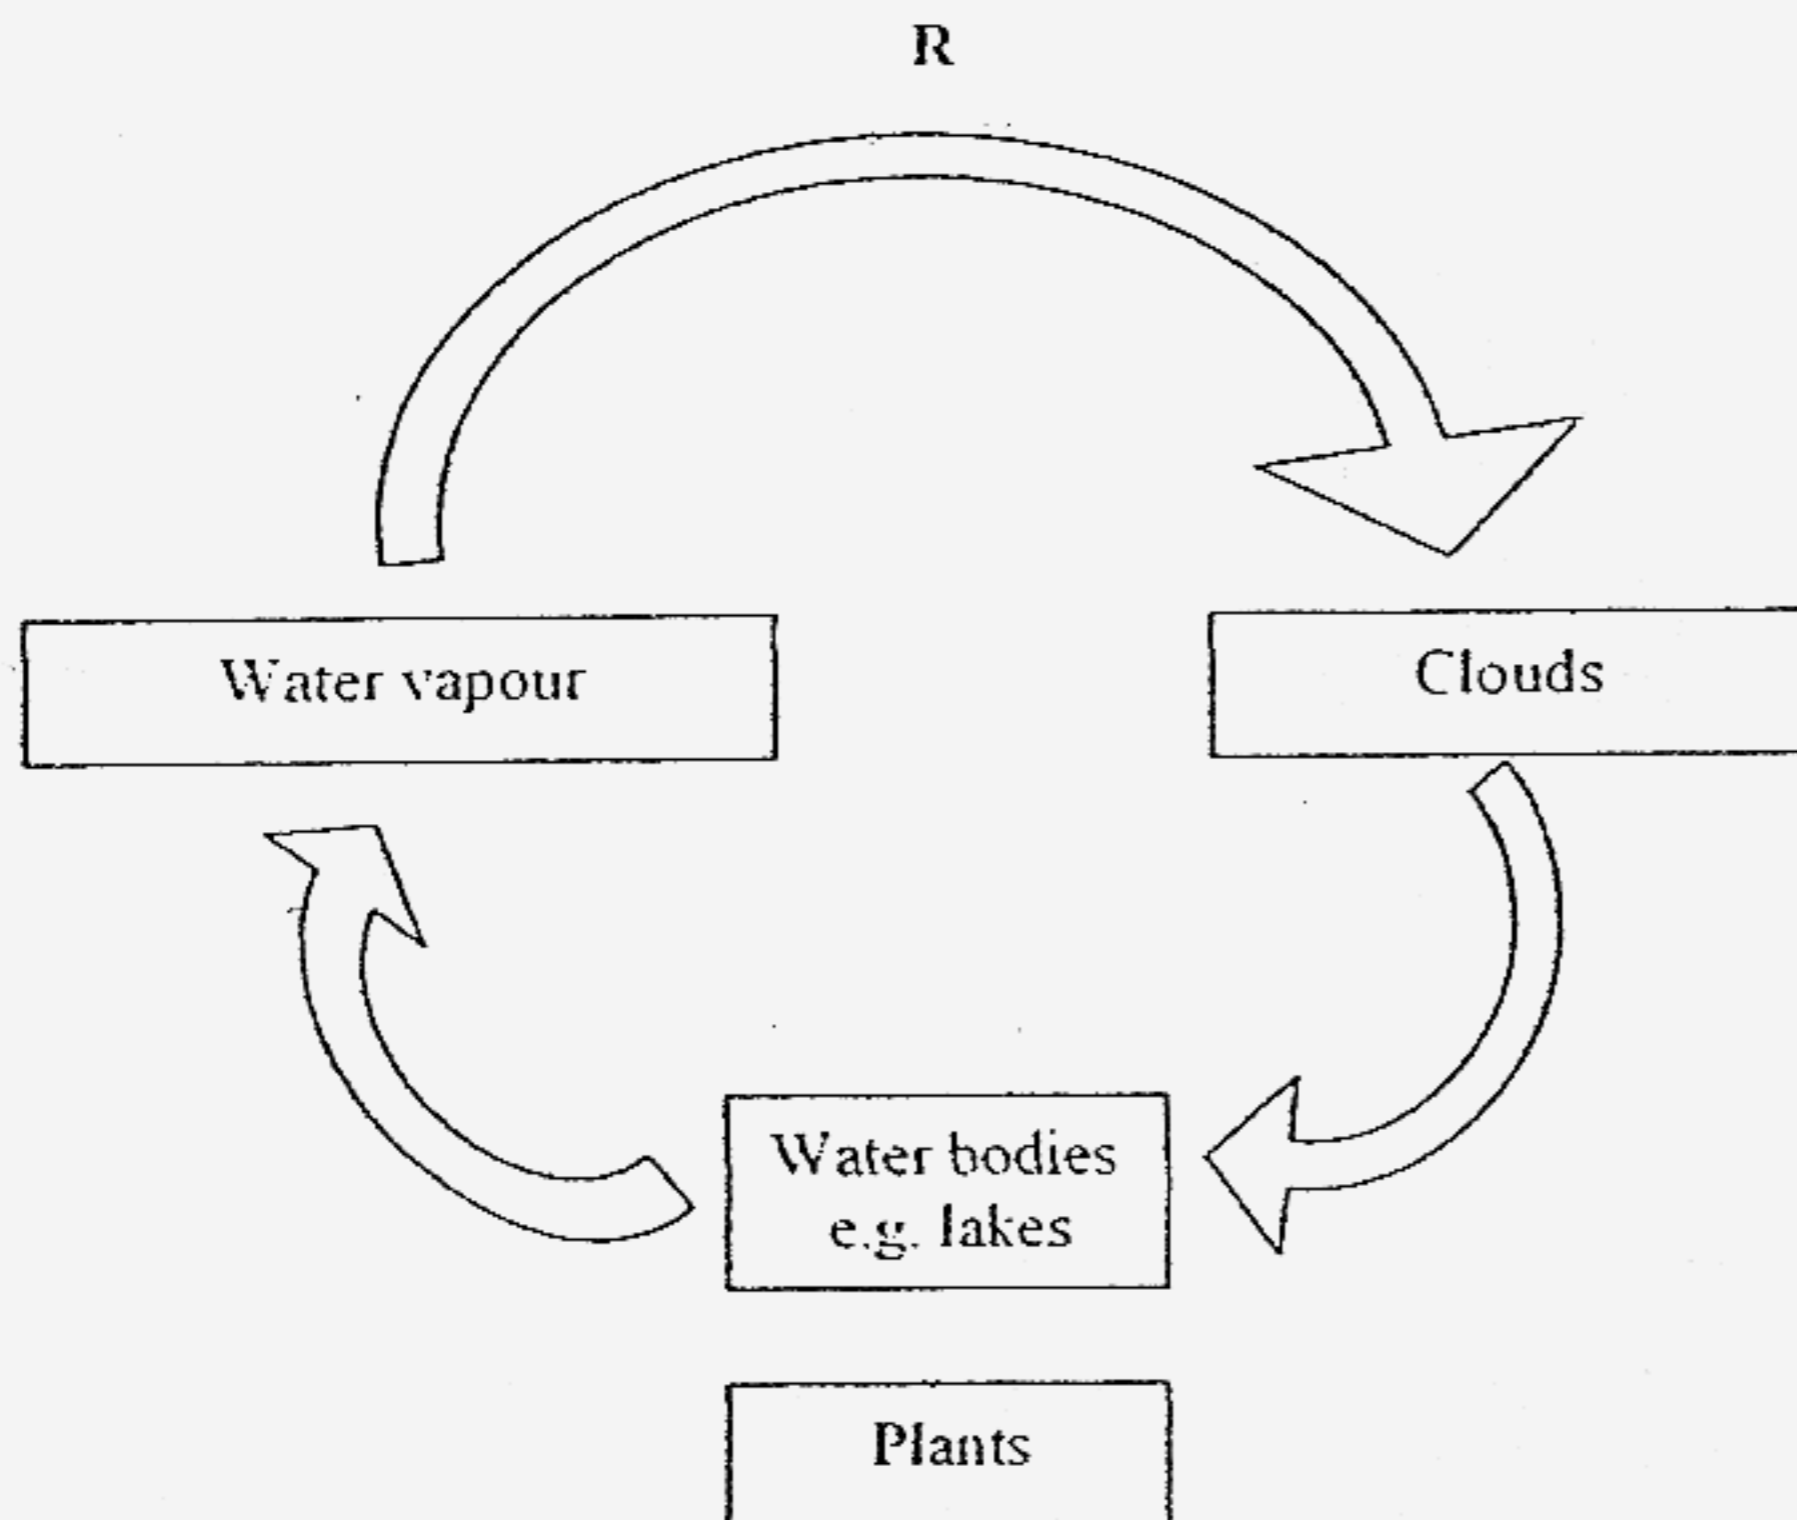 R
Water vapour
Clouds
Water bodies
e.g. lakes
Plants